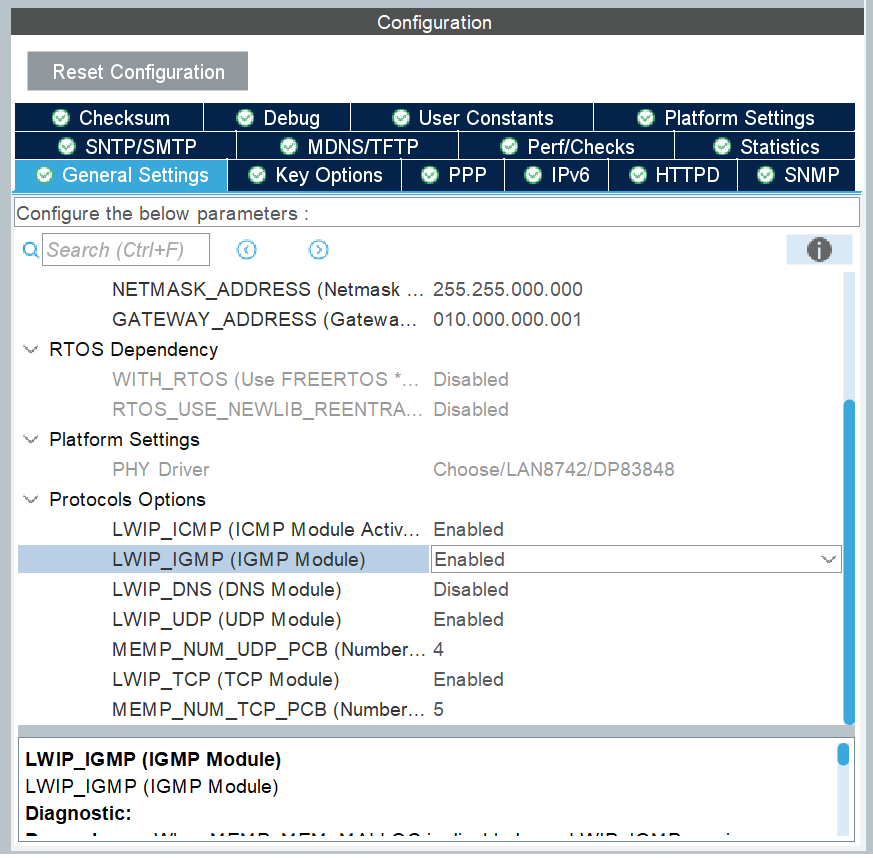 Configuration
Reset Configuration
Checksum Debug User Constants Platform Settings
SNTP/SMTP MDNS/TFTP Perf/Checks Statistics
General Settings Key Options PPP IPv6 HTTPD SNMP
Configure the below parameters :
Search (Ctrl+F)
NETMASK_ADDRESS (Netmask ... 255.255.000.000
GATEWAY_ADDRESS (Gatewa... 010.000.000.001
RTOS Dependency
WITH_RTOS (Use FREERTOS *... Disabled
RTOS_USE_NEWLIB_REENTRA... Disabled
Platform Settings
PHY Driver Choose/LAN8742/DP83848
Protocols Options
LWIP_ICMP (ICMP Module Activ... Enabled
LWIP_IGMP (IGMP Module) Enabled
LWIP_DNS (DNS Module) Disabled
LWIP_UDP (UDP Module) Enabled
MEMP_NUM_UDP_PCB (Number... 4
LWIP_TCP (TCP Module) Enabled
MEMP_NUM_TCP_PCB (Number... 5
LWIP_IGMP (IGMP Module)
LWIP_IGMP (IGMP Module)
Diagnostic: